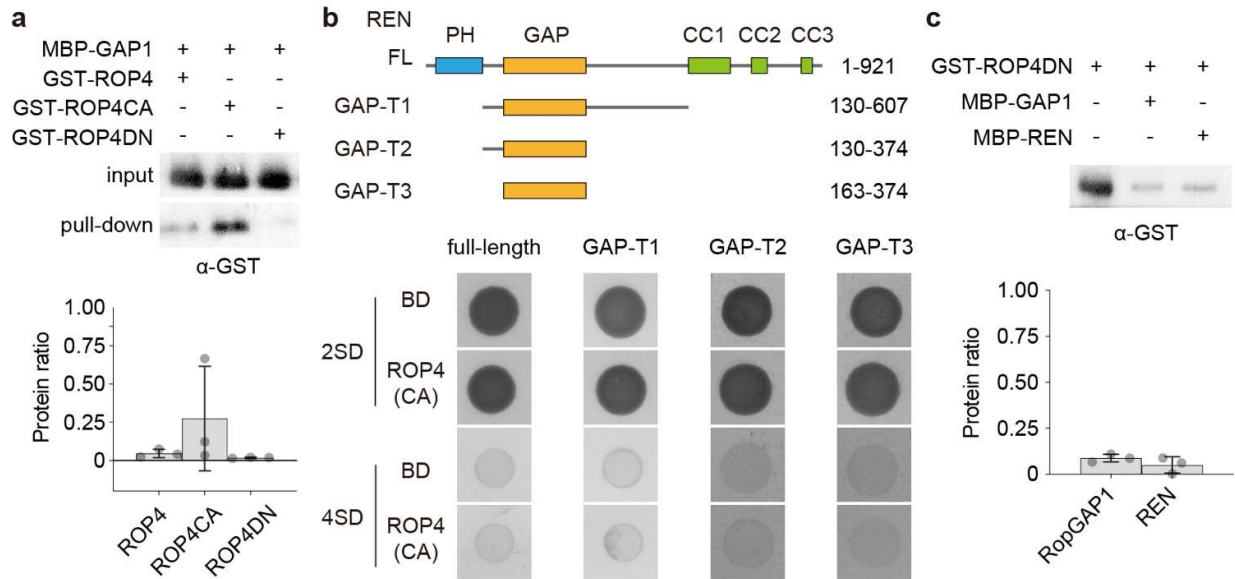 a
MBP-GAP1 + + +
GST-ROP4 + - -
GST-ROP4CA - + -
GST-ROP4DN - - +
input
pull-down
α-GST
Protein ratio
1.00
0.75
0.50
0.25
0
ROP4
ROP4CA
ROP4DN
b
REN
PH GAP CC1 CC2 CC3
FL 1-921
GAP-T1 130-607
GAP-T2 130-374
GAP-T3 163-374
full-length GAP-T1 GAP-T2 GAP-T3
2SD
BD
ROP4
(CA)
4SD
BD
ROP4
(CA)
c
GST-ROP4DN + + +
MBP-GAP1 - + -
MBP-REN - - +
α-GST
Protein ratio
1.00
0.75
0.50
0.25
0
RopGAP1
REN